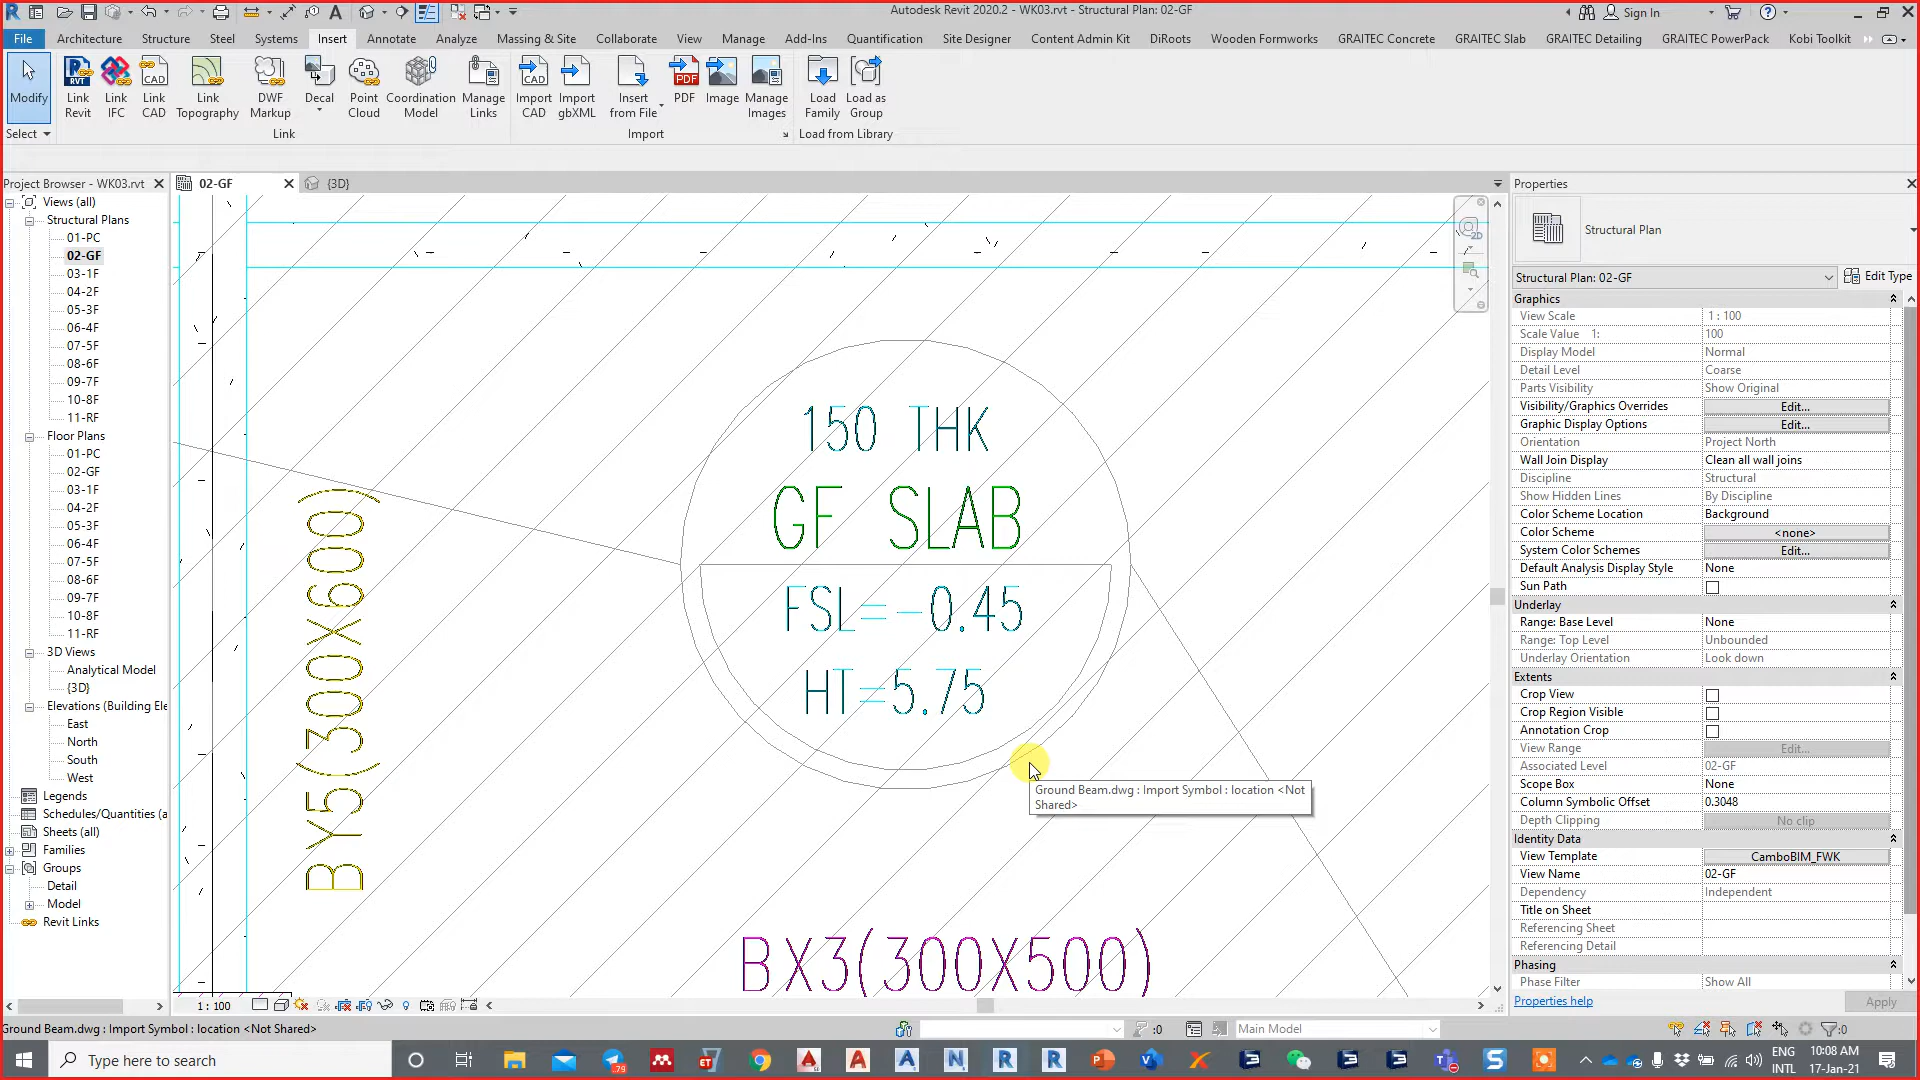 Autodesk Revit 2020.2 - WK03.rvt - Structural Plan: 02-GF
Sign In
File Architecture Structure Steel Systems Insert Annotate Analyze Massing & Site Collaborate View Manage Add-Ins Quantification Site Designer Content Admin Kit DiRoots Wooden Formworks GRAITEC Concrete GRAITEC Slab GRAITEC Detailing GRAITEC PowerPack Kobi Toolkit
Modify
Link Revit
Link IFC
Link CAD
Link Topography
DWF Markup
Decal
Point Cloud
Coordination Model
Manage Links
Import CAD
Import gbXML
Insert from File
PDF
Image
Manage Images
Load Family
Load as Group
Select
Link
Import
Load from Library
Project Browser - WK03.rvt
Views (all)
Structural Plans
01-PC
02-GF
03-1F
04-2F
05-3F
06-4F
07-5F
08-6F
09-7F
10-8F
11-RF
Floor Plans
01-PC
02-GF
03-1F
04-2F
05-3F
06-4F
07-5F
08-6F
09-7F
10-8F
11-RF
3D Views
Analytical Model
{3D}
Elevations (Building Ele
East
North
South
West
Legends
Schedules/Quantities (a
Sheets (all)
Families
Groups
Detail
Model
Revit Links
02-GF
{3D}
2D
150 THK
GF SLAB
FSL=-0.45
HT=5.75
BY5(300X600)
BX3(300X500)
Ground Beam.dwg : Import Symbol : location <Not
Shared>
Properties
Structural Plan
Structural Plan: 02-GF
Edit Type
Graphics
View Scale 1 : 100
Scale Value 1: 100
Display Model Normal
Detail Level Coarse
Parts Visibility Show Original
Visibility/Graphics Overrides Edit...
Graphic Display Options Edit...
Orientation Project North
Wall Join Display Clean all wall joins
Discipline Structural
Show Hidden Lines By Discipline
Color Scheme Location Background
Color Scheme <none>
System Color Schemes Edit...
Default Analysis Display Style None
Sun Path
Underlay
Range: Base Level None
Range: Top Level Unbounded
Underlay Orientation Look down
Extents
Crop View
Crop Region Visible
Annotation Crop
View Range Edit...
Associated Level 02-GF
Scope Box None
Column Symbolic Offset 0.3048
Depth Clipping No clip
Identity Data
View Template CamboBIM_FWK
View Name 02-GF
Dependency Independent
Title on Sheet
Referencing Sheet
Referencing Detail
Phasing
Phase Filter Show All
Properties help
Apply
1 : 100
Ground Beam.dwg : Import Symbol : location <Not Shared>
:0
Main Model
:0
Type here to search
79
ENG
INTL
10:08 AM
17-Jan-21